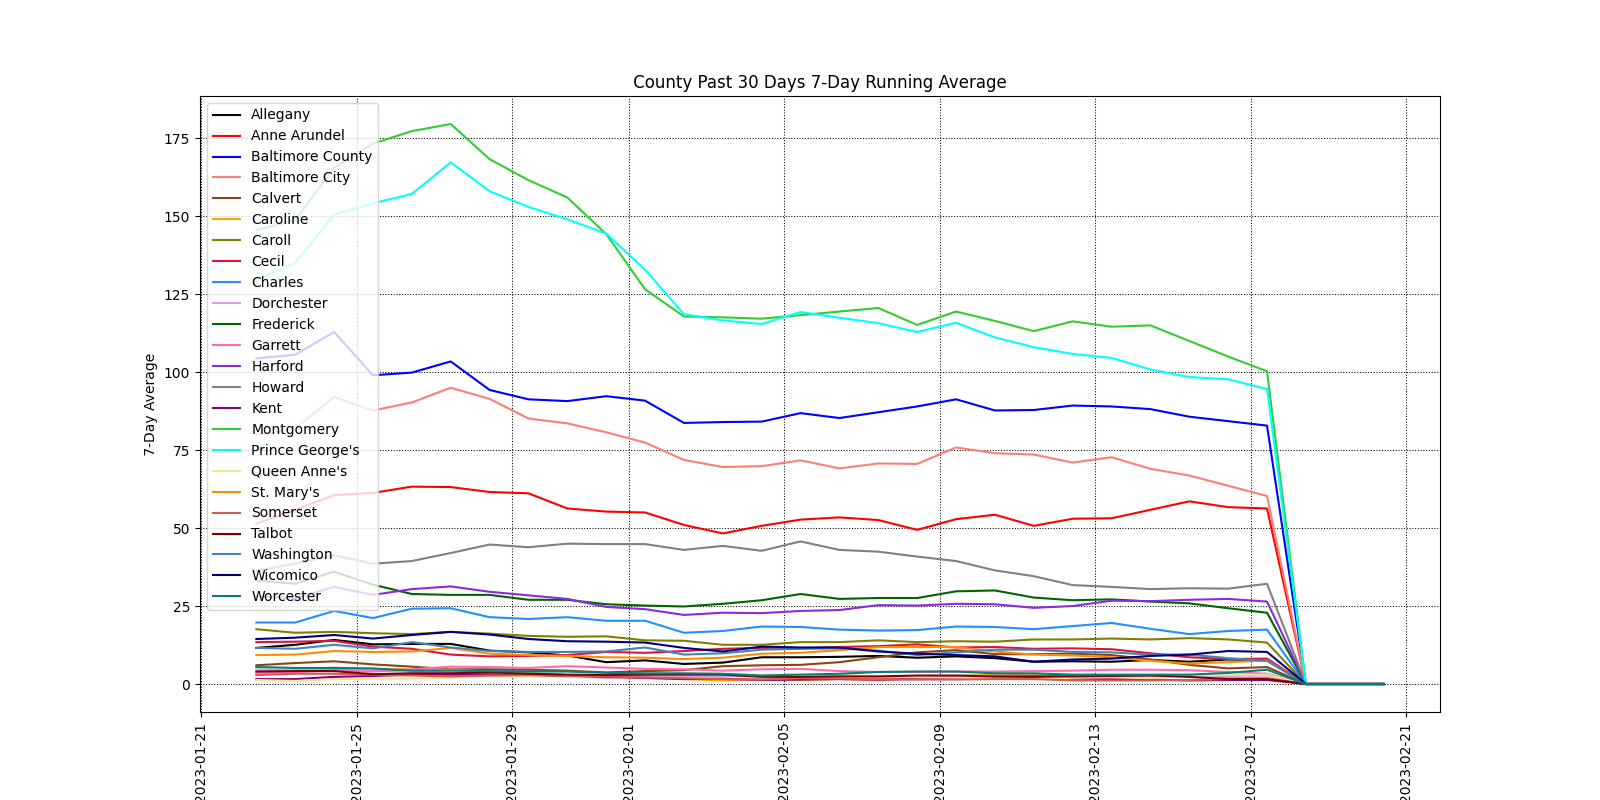 County Past 30 Days 7-Day Running Average
7-Day Average
175
150
125
100
75
50
25
0
Allegany
Anne Arundel
Baltimore County
Baltimore City
Calvert
Caroline
Caroll
Cecil
Charles
Dorchester
Frederick
Garrett
Harford
Howard
Kent
Montgomery
Prince George's
Queen Anne's
St. Mary's
Somerset
Talbot
Washington
Wicomico
Worcester
2023-01-21
2023-01-25
2023-01-29
2023-02-01
2023-02-05
2023-02-09
2023-02-13
2023-02-17
2023-02-21